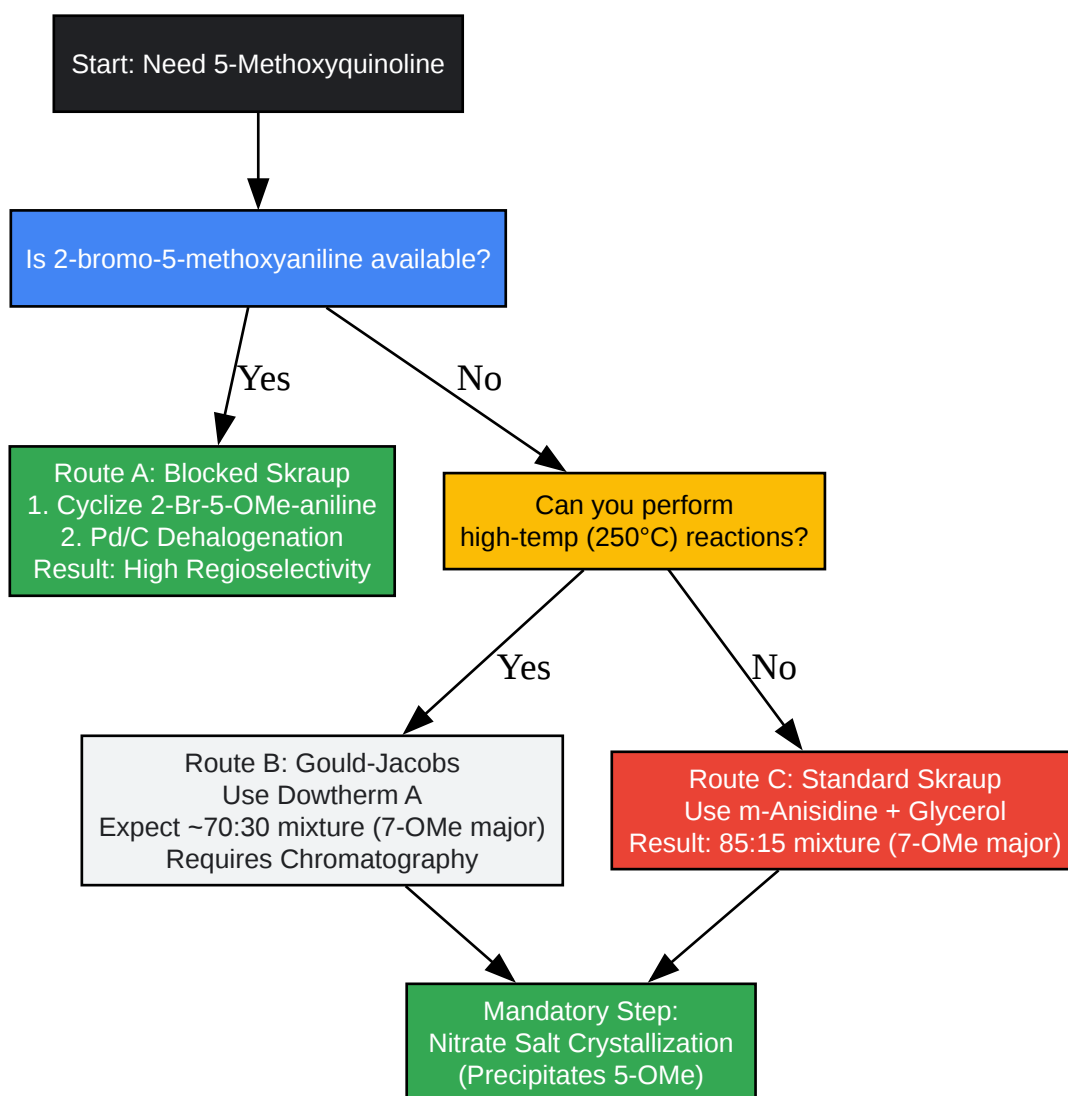 Start: Need 5-Methoxyquinoline
Is 2-bromo-5-methoxyaniline available?
Yes
No
Route A: Blocked Skraup
1. Cyclize 2-Br-5-OMe-aniline
2. Pd/C Dehalogenation
Result: High Regioselectivity
Can you perform
high-temp (250°C) reactions?
Yes
No
Route B: Gould-Jacobs
Use Dowtherm A
Expect ~70:30 mixture (7-OMe major)
Requires Chromatography
Route C: Standard Skraup
Use m-Anisidine + Glycerol
Result: 85:15 mixture (7-OMe major)
Mandatory Step:
Nitrate Salt Crystallization
(Precipitates 5-OMe)